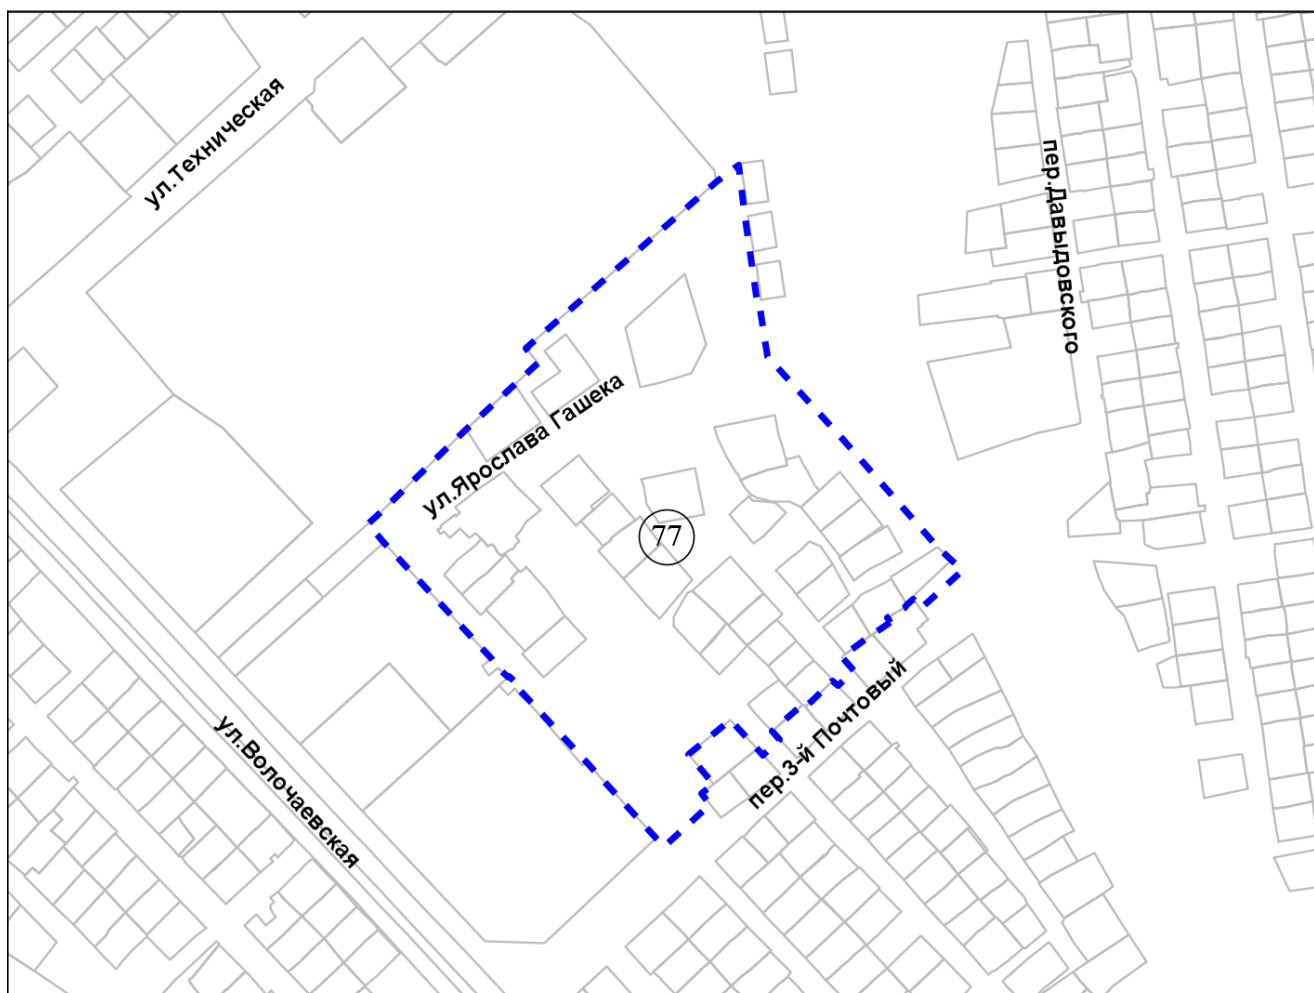 ул.Техническая
пер.Давыдовского
ул.Ярослава Гашека
77
пер.3-й Почтовый
ул.Волочаевская